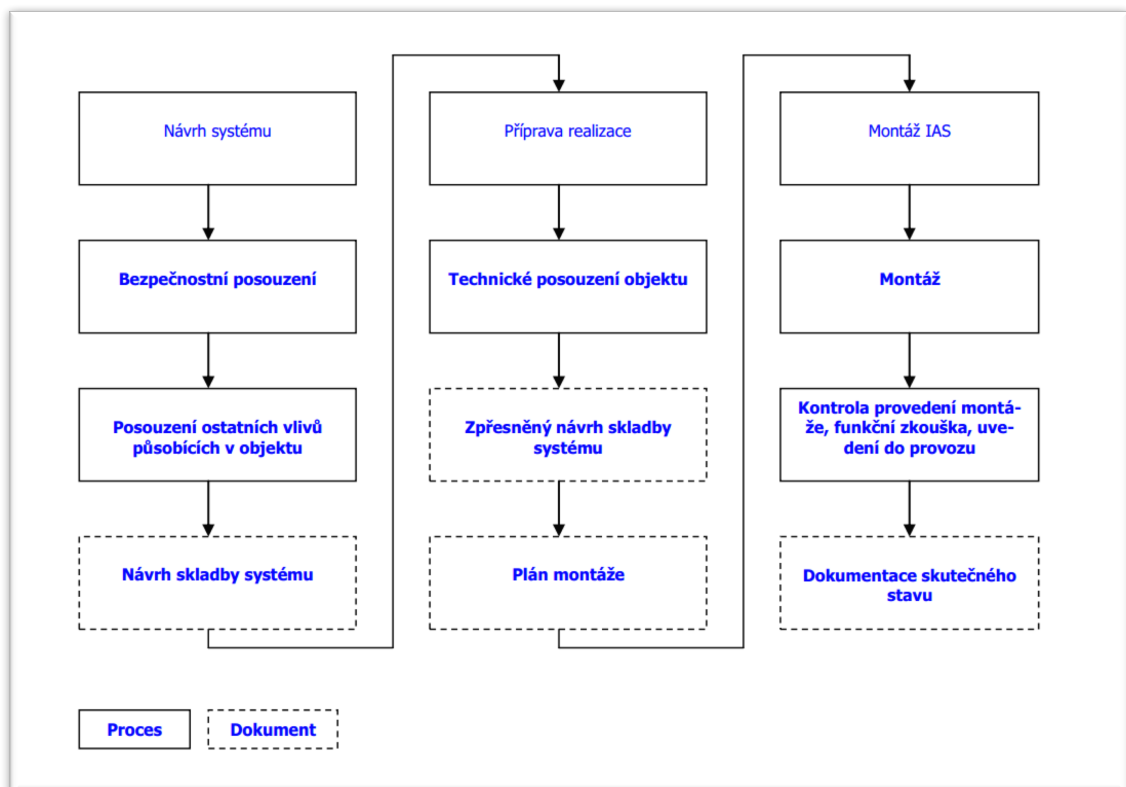 Návrh systému
Bezpečnostní posouzení
Posouzení ostatních vlivů
působících v objektu
Návrh skladby systému
Příprava realizace
Technické posouzení objektu
Zpřesněný návrh skladby
systému
Plán montáže
Montáž IAS
Montáž
Kontrola provedení montá-
že, funkční zkouška, uve-
dení do provozu
Dokumentace skutečného
stavu
Proces
Dokument